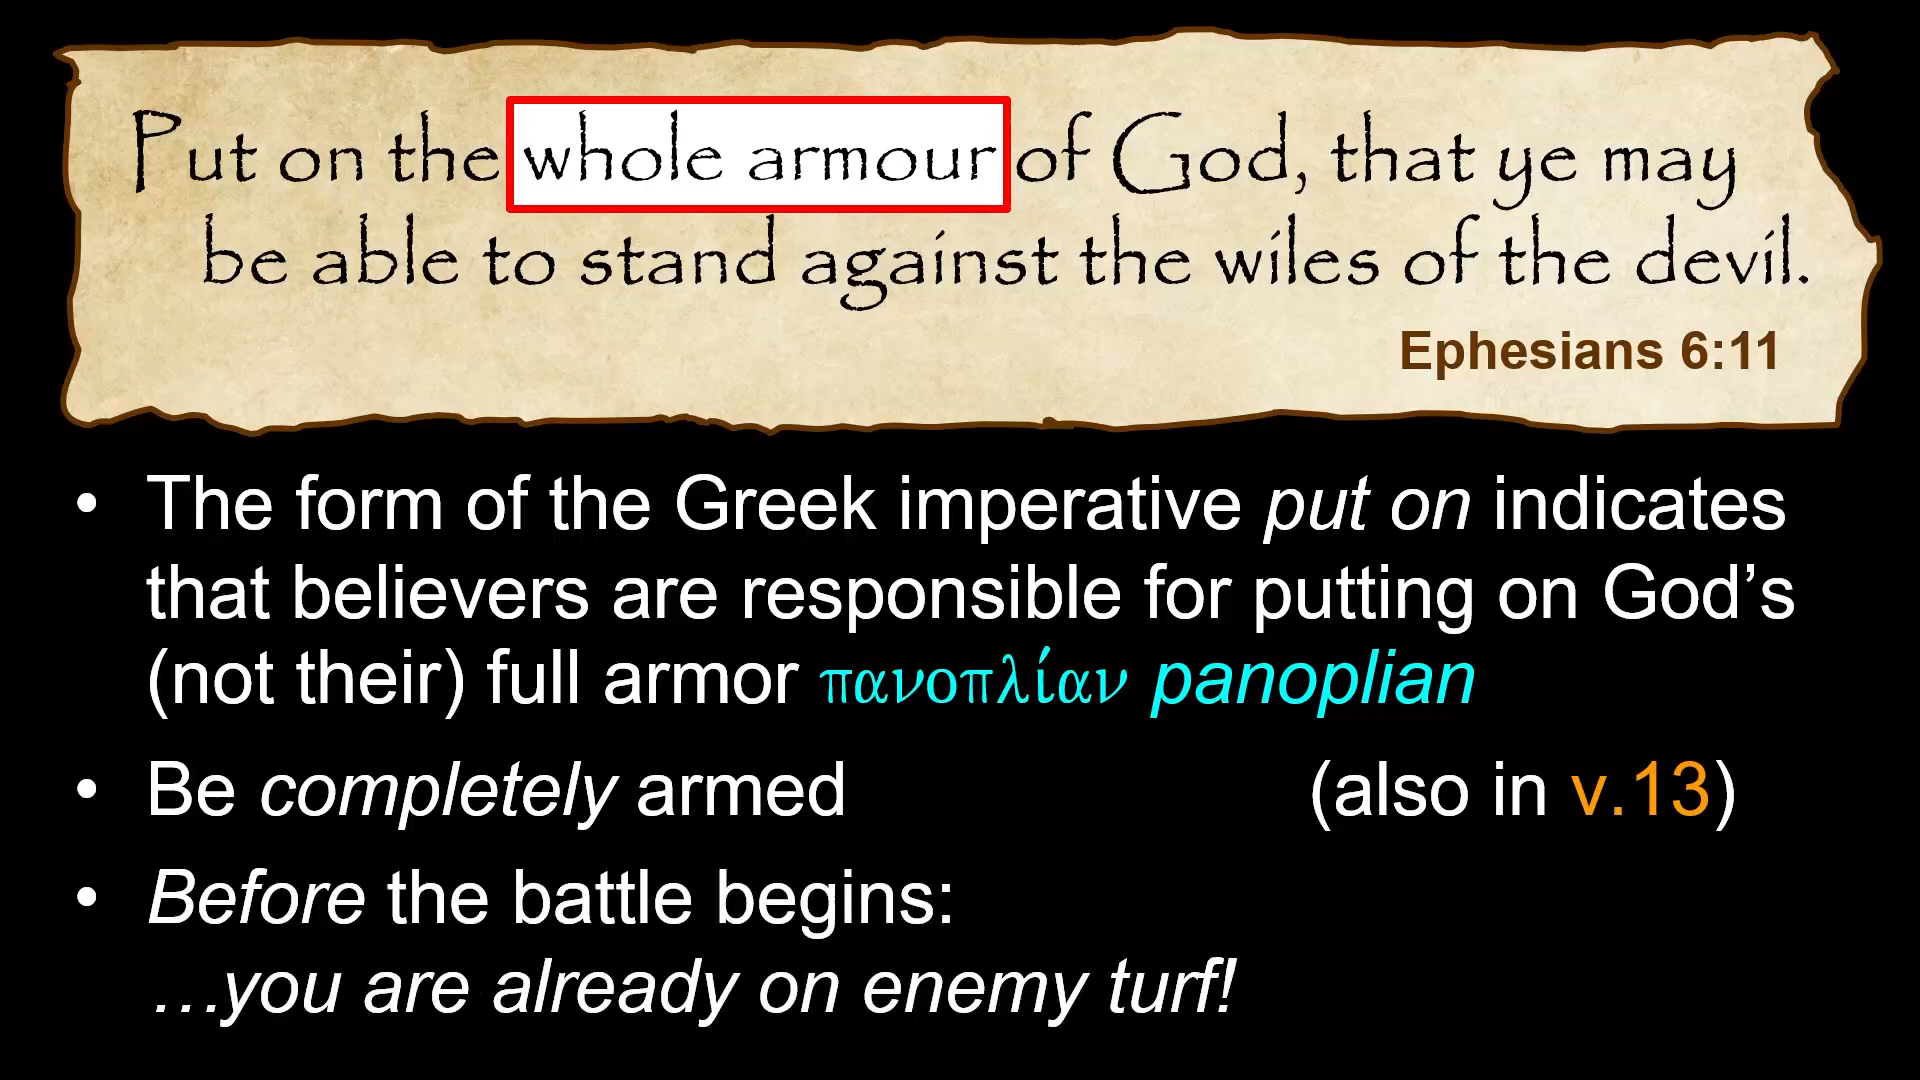 Put on the whole armour of God, that ye may
be able to stand against the wiles of the devil.
Ephesians 6:11
• The form of the Greek imperative put on indicates
that believers are responsible for putting on God’s
(not their) full armor πανοπλίαν panoplian
• Be completely armed (also in v.13)
• Before the battle begins:
…you are already on enemy turf!